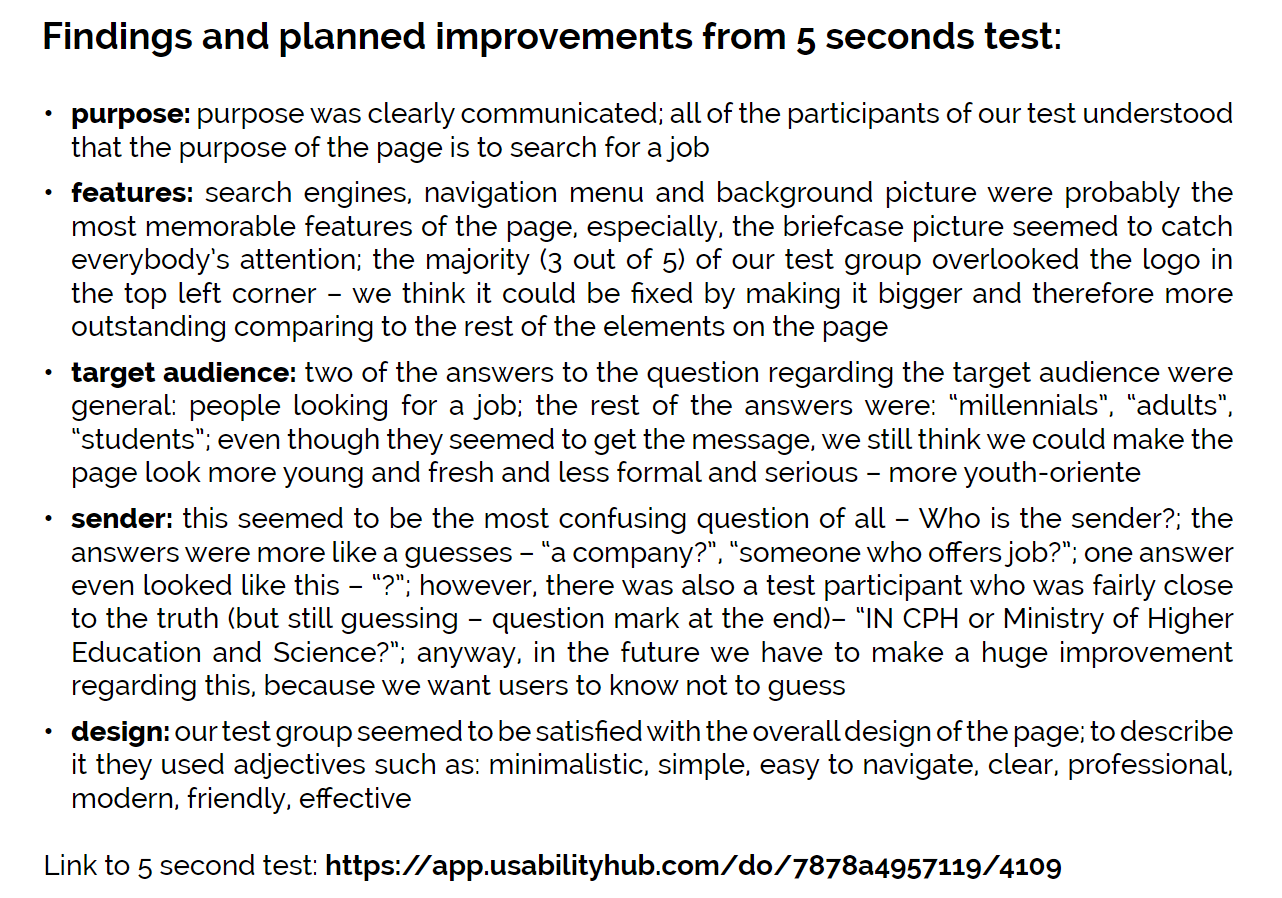 Findings and planned improvements from 5 seconds test:
• purpose: purpose was clearly communicated; all of the participants of our test understood
that the purpose of the page is to search for a job
• features: search engines, navigation menu and background picture were probably the
most memorable features of the page, especially, the briefcase picture seemed to catch
everybody's attention; the majority (3 out of 5) of our test group overlooked the logo in
the top left corner – we think it could be fixed by making it bigger and therefore more
outstanding comparing to the rest of the elements on the page
• target audience: two of the answers to the question regarding the target audience were
general: people looking for a job; the rest of the answers were: “millennials”, “adults”,
“students”; even though they seemed to get the message, we still think we could make the
page look more young and fresh and less formal and serious – more youth-oriente
• sender: this seemed to be the most confusing question of all – Who is the sender?; the
answers were more like a guesses – “a company?”, “someone who offers job?”; one answer
even looked like this – “?”; however, there was also a test participant who was fairly close
to the truth (but still guessing – question mark at the end)– “IN CPH or Ministry of Higher
Education and Science?”; anyway, in the future we have to make a huge improvement
regarding this, because we want users to know not to guess
• design: our test group seemed to be satisfied with the overall design of the page; to describe
it they used adjectives such as: minimalistic, simple, easy to navigate, clear, professional,
modern, friendly, effective
Link to 5 second test: https://app.usabilityhub.com/do/7878a4957119/4109